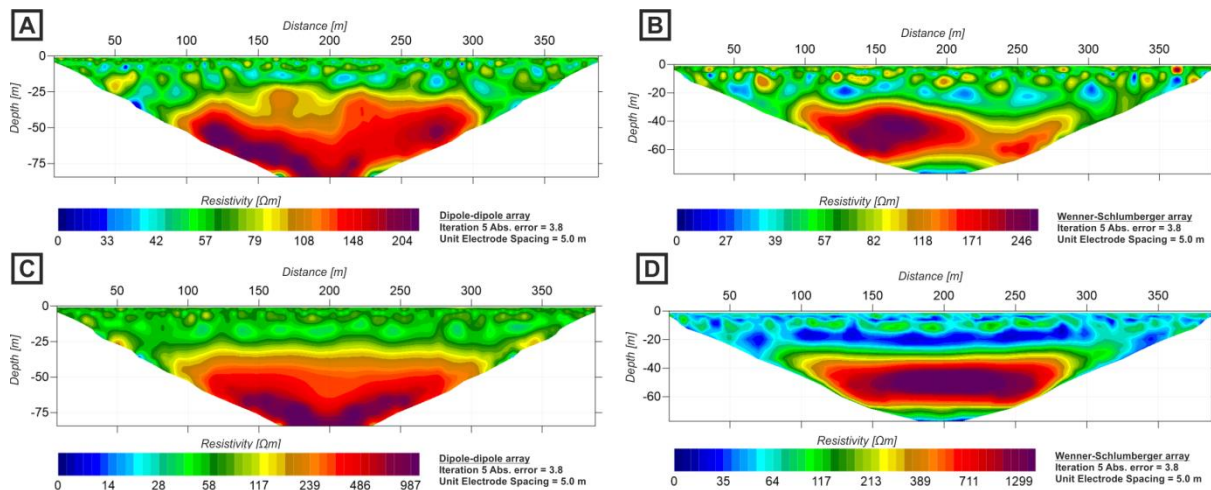 A
Distance [m]
50 100 150 200 250 300 350
Depth [m]
0
-25
-50
-75
Resistivity [Ωm]
0 33 42 57 79 108 148 204
Dipole-dipole array
Iteration 5 Abs. error = 3.8
Unit Electrode Spacing = 5.0 m
B
Distance [m]
50 100 150 200 250 300 350
Depth [m]
0
-20
-40
-60
Resistivity [Ωm]
0 27 39 57 82 118 171 246
Wenner-Schlumberger array
Iteration 5 Abs. error = 3.8
Unit Electrode Spacing = 5.0 m
C
Distance [m]
50 100 150 200 250 300 350
Depth [m]
0
-25
-50
-75
Resistivity [Ωm]
0 14 28 58 117 239 486 987
Dipole-dipole array
Iteration 5 Abs. error = 3.8
Unit Electrode Spacing = 5.0 m
D
Distance [m]
50 100 150 200 250 300 350
Depth [m]
0
-20
-40
-60
Resistivity [Ωm]
0 35 64 117 213 389 711 1299
Wenner-Schlumberger array
Iteration 5 Abs. error = 3.8
Unit Electrode Spacing = 5.0 m